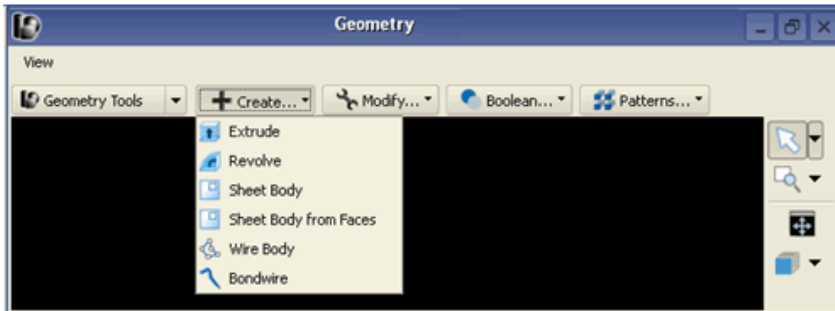 Geometry
View
Geometry Tools Create... Modify... Boolean... Patterns...
Extrude
Revolve
Sheet Body
Sheet Body from Faces
Wire Body
Bondwire